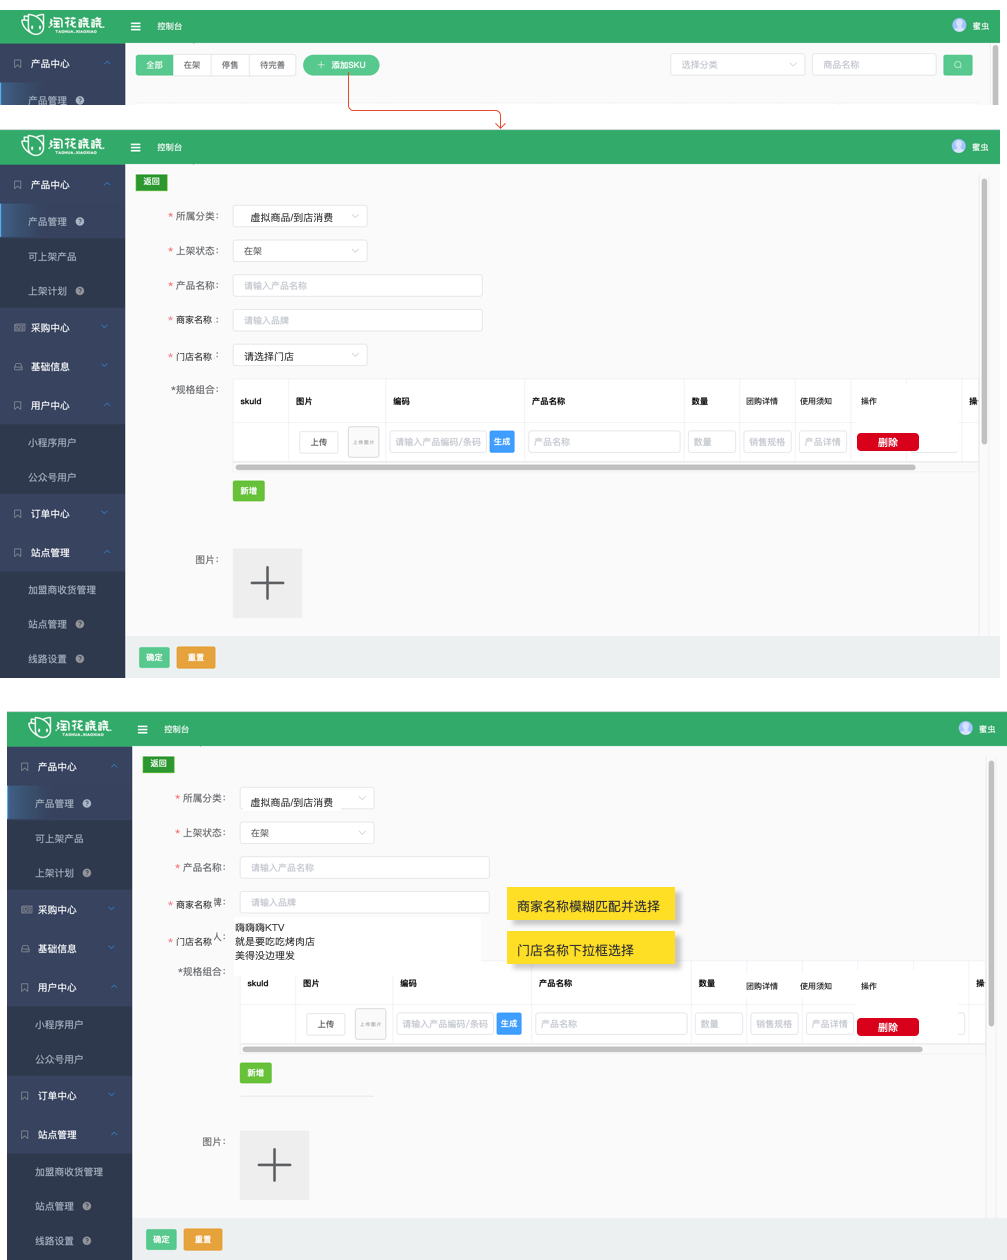 淘花哓哓
TAOHUA.XIAOXIAO
控制台
蜜虫
产品中心
全部 在架 停售 待完善 + 添加SKU 选择分类 商品名称
产品管理
淘花哓哓
TAOHUA.XIAOXIAO
控制台
蜜虫
返回
产品中心
产品管理
可上架产品
上架计划
采购中心
基础信息
用户中心
小程序用户
公众号用户
订单中心
站点管理
加盟商收货管理
站点管理
线路设置
* 所属分类: 虚拟商品/到店消费
* 上架状态: 在架
* 产品名称: 请输入产品名称
* 商家名称 : 请输入品牌
* 门店名称 : 请选择门店
*规格组合:
skuId 图片 编码 产品名称 数量 团购详情 使用须知 操作 操
上传 上传图片 请输入产品编码/条码 生成 产品名称 数量 销售规格 产品详情 删除
新增
图片:
确定 重置
淘花哓哓
TAOHUA.XIAOXIAO
控制台
蜜虫
返回
产品中心
产品管理
可上架产品
上架计划
采购中心
基础信息
用户中心
小程序用户
公众号用户
订单中心
站点管理
加盟商收货管理
站点管理
线路设置
* 所属分类: 虚拟商品/到店消费
* 上架状态: 在架
* 产品名称: 请输入产品名称
* 商家名称 牌: 请输入品牌
商家名称模糊匹配并选择
* 门店名称 人:
嗨嗨嗨KTV
就是要吃吃烤肉店
美得没边理发
门店名称下拉框选择
*规格组合:
skuId 图片 编码 产品名称 数量 团购详情 使用须知 操作 操
上传 上传图片 请输入产品编码/条码 生成 产品名称 数量 销售规格 产品详情 删除
新增
图片:
确定 重置